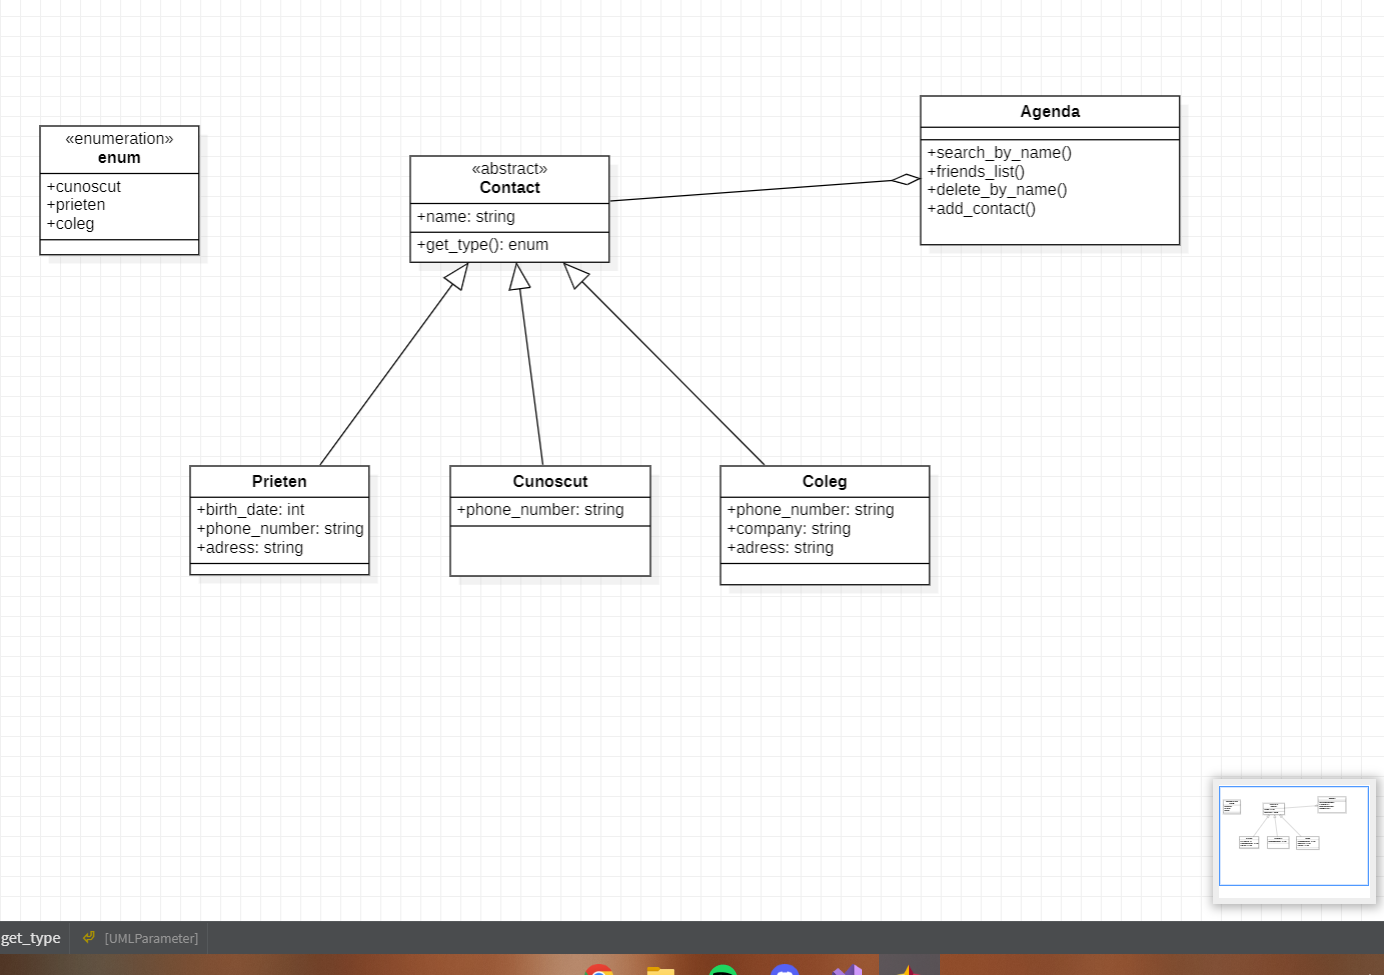 «enumeration»
enum
+cunoscut
+prieten
+coleg
«abstract»
Contact
+name: string
+get_type(): enum
Agenda
+search_by_name()
+friends_list()
+delete_by_name()
+add_contact()
Prieten
+birth_date: int
+phone_number: string
+adress: string
Cunoscut
+phone_number: string
Coleg
+phone_number: string
+company: string
+adress: string
get_type [UMLParameter]